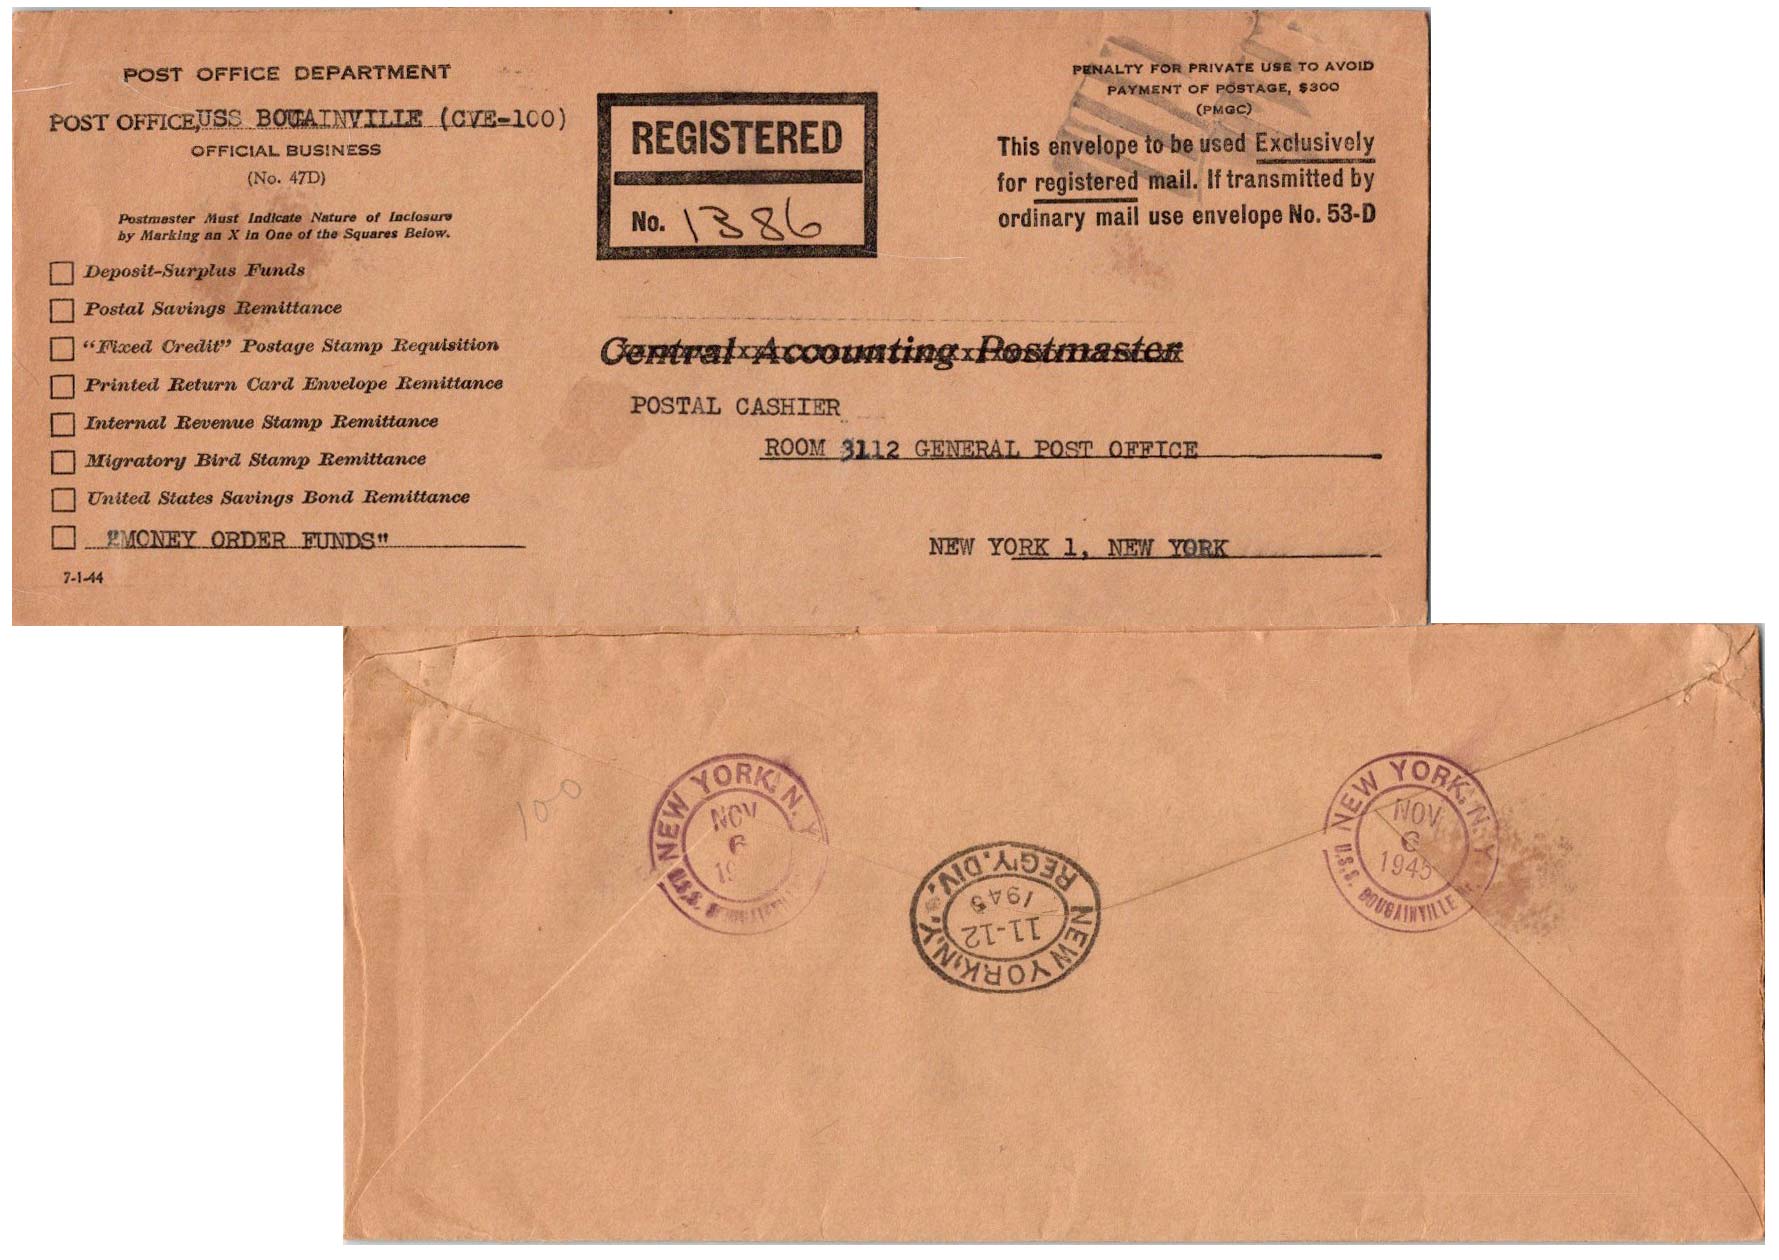 POST OFFICE DEPARTMENT
POST OFFICE, USS BOUAINVILLE (CVE-100)
OFFICIAL BUSINESS
(No. 47D)
Postmaster Must Indicate Nature of Inclosure
by Marking an X in One of the Squares Below.
Deposit-Surplus Funds
Postal Savings Remittance
"Fixed Credit" Postage Stamp Requisition
Printed Return Card Envelope Remittance
Internal Revenue Stamp Remittance
Migratory Bird Stamp Remittance
United States Savings Bond Remittance
"MONEY ORDER FUNDS"
7-1-44
REGISTERED
No. 1386
PENALTY FOR PRIVATE USE TO AVOID
PAYMENT OF POSTAGE, $300
(PMGC)
This envelope to be used Exclusively
for registered mail. If transmitted by
ordinary mail use envelope No. 53-D
Central Accounting Postmaster
POSTAL CASHIER
ROOM 3112 GENERAL POST OFFICE
NEW YORK 1, NEW YORK
100
NEW YORK, N.Y
NOV
6
U.S.S.
NEW YORK, N.Y.
REG'Y. DIV.
11-12
1945
NEW YORK, N.Y.
NOV
6
1945
U.S.S. BOUGAINVILLE